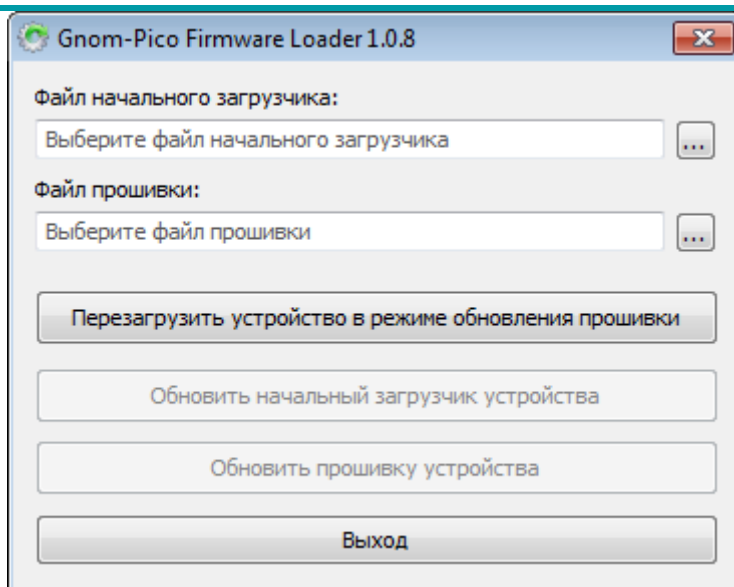 Gnom-Pico Firmware Loader 1.0.8
Файл начального загрузчика:
Выберите файл начального загрузчика
...
Файл прошивки:
Выберите файл прошивки
...
Перезагрузить устройство в режиме обновления прошивки
Обновить начальный загрузчик устройства
Обновить прошивку устройства
Выход